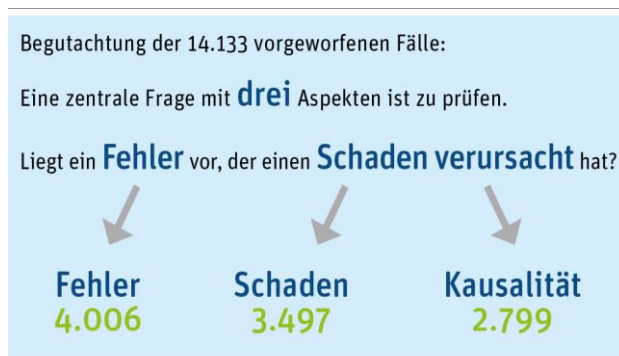 Begutachtung der 14.133 vorgeworfenen Fälle:
Eine zentrale Frage mit drei Aspekten ist zu prüfen.
Liegt ein Fehler vor, der einen Schaden verursacht hat?
Fehler Schaden Kausalität
4.006 3.497 2.799